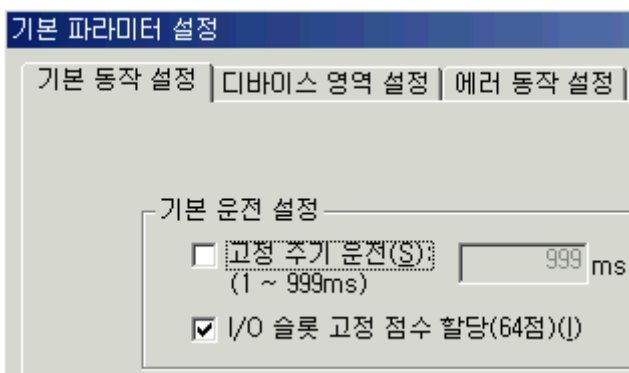 기본 파라미터 설정
기본 동작 설정 디바이스 영역 설정 에러 동작 설정
기본 운전 설정
고정 주기 운전(S): 999 ms
(1 ~ 999ms)
I/O 슬롯 고정 점수 할당(64점)(I)